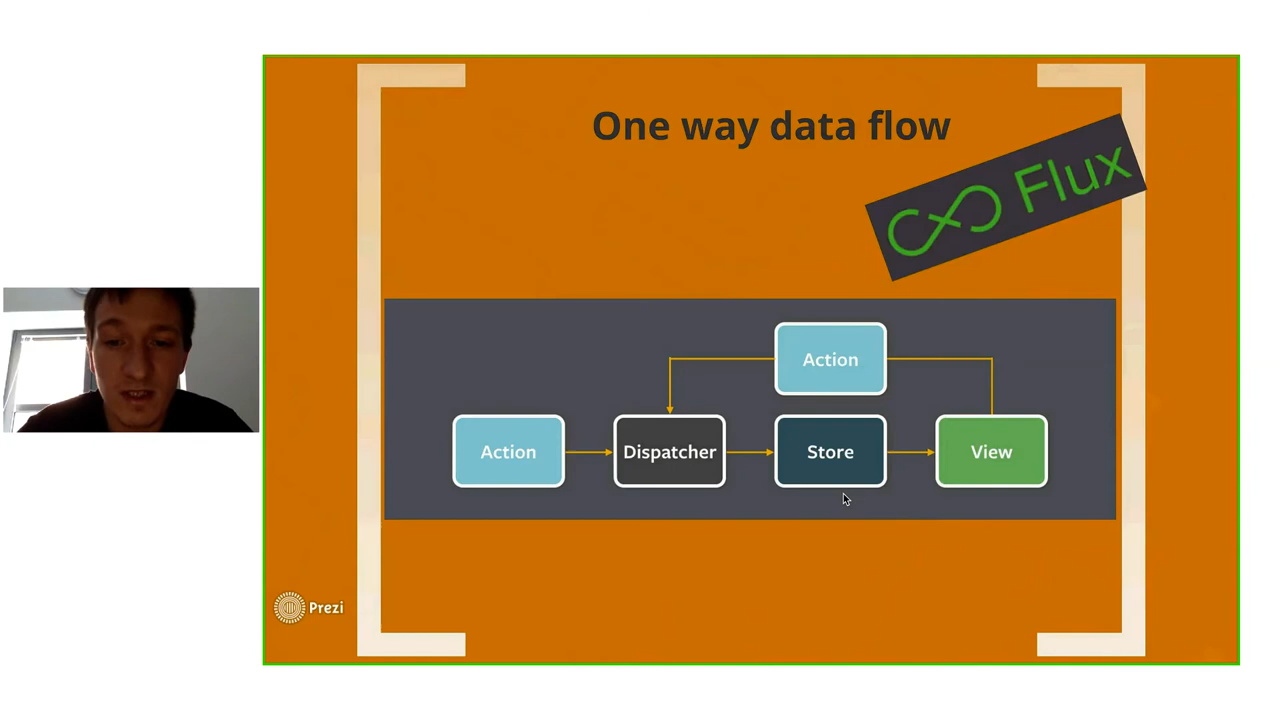 One way data flow
Flux
Action
Action
Dispatcher
Store
View
Prezi